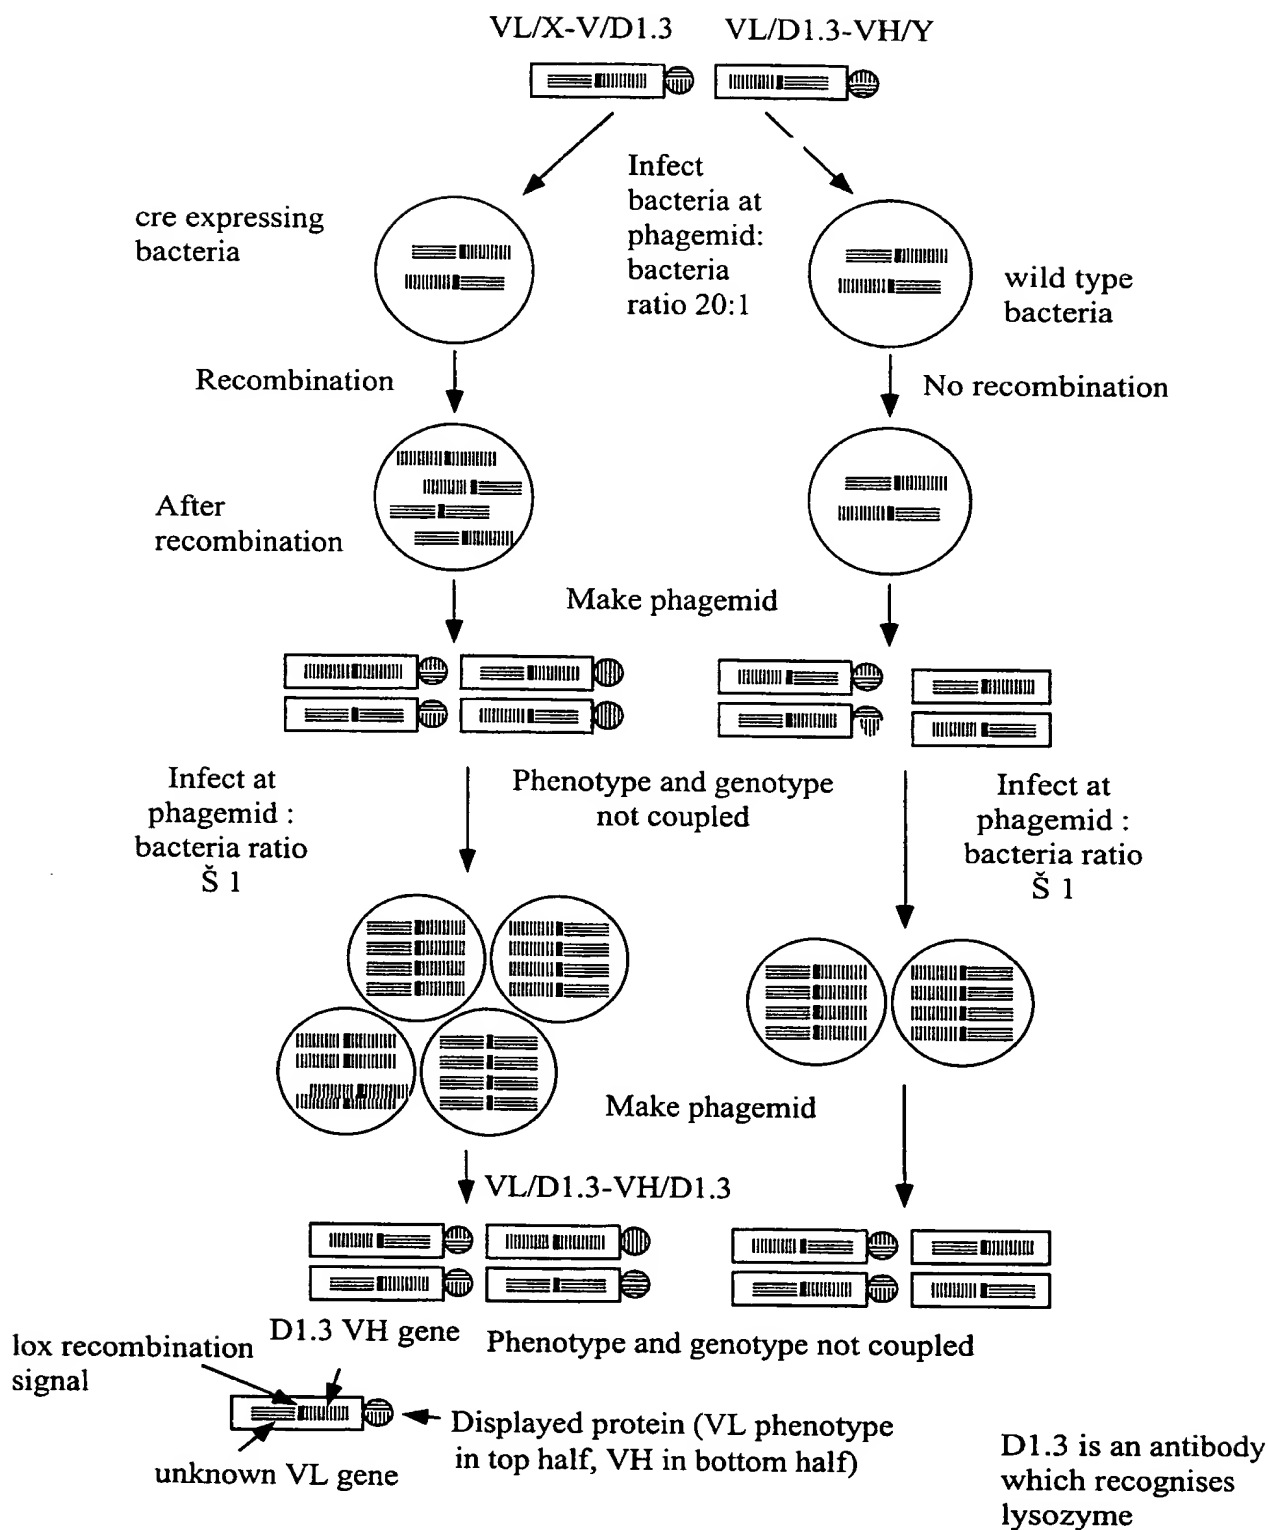 VL/X-V/D1.3
VL/D1.3-VH/Y
Infect
bacteria at
phagemid:
bacteria
ratio 20:1
cre expressing
bacteria
wild type
bacteria
Recombination
No recombination
After
recombination
Make phagemid
Infect at
phagemid :
bacteria ratio
Š 1
Phenotype and genotype
not coupled
Infect at
phagemid :
bacteria ratio
Š 1
Make phagemid
VL/D1.3-VH/D1.3
D1.3 VH gene
Phenotype and genotype not coupled
lox recombination
signal
Displayed protein (VL phenotype
in top half, VH in bottom half)
unknown VL gene
D1.3 is an antibody
which recognises
lysozyme